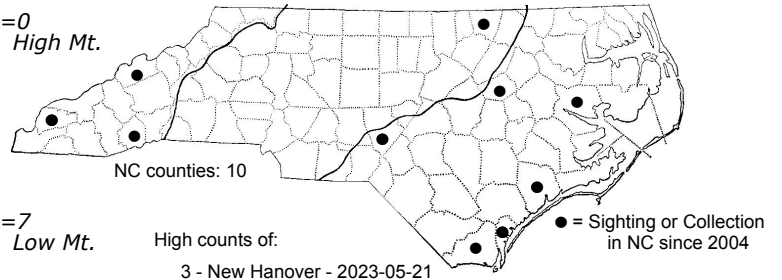 =0
High Mt.
NC counties: 10
=7
Low Mt.
High counts of:
3 - New Hanover - 2023-05-21
● = Sighting or Collection
in NC since 2004